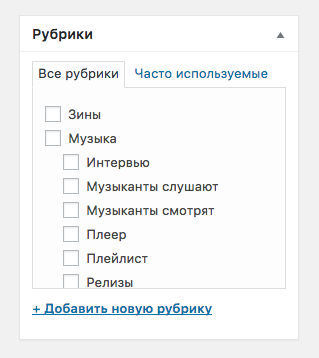 Рубрики
Все рубрики Часто используемые
Зины
Музыка
Интервью
Музыканты слушают
Музыканты смотрят
Плеер
Плейлист
Релизы
+ Добавить новую рубрику